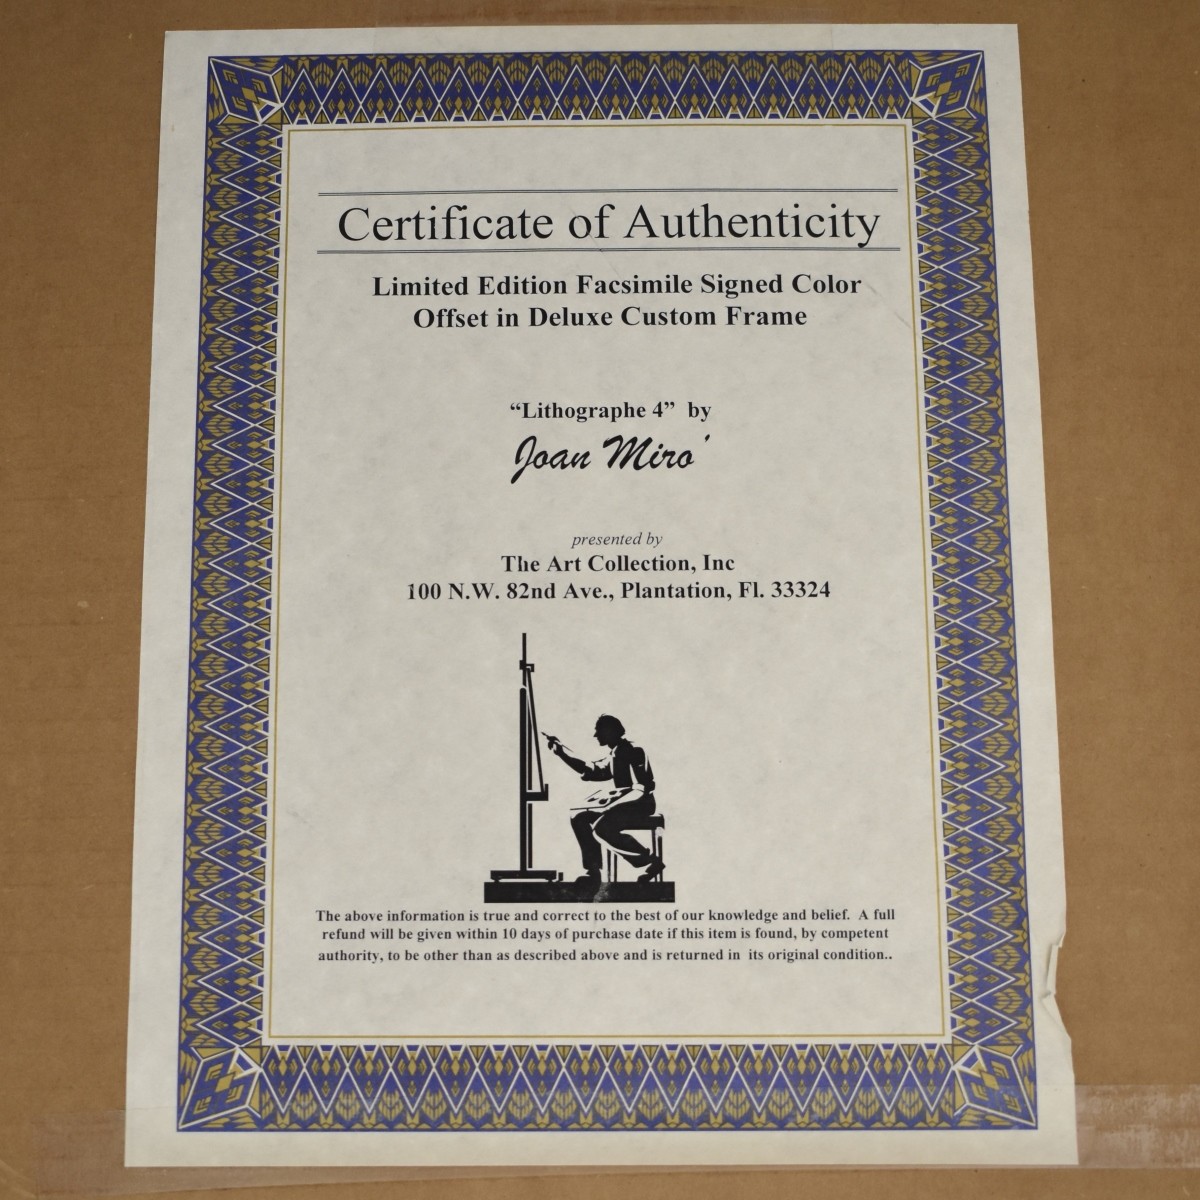 Certificate of Authenticity
Limited Edition Facsimile Signed Color
Offset in Deluxe Custom Frame
“Lithographe 4” by
Joan Miro'
presented by
The Art Collection, Inc
100 N.W. 82nd Ave., Plantation, Fl. 33324
The above information is true and correct to the best of our knowledge and belief. A full
refund will be given within 10 days of purchase date if this item is found, by competent
authority, to be other than as described above and is returned in its original condition..